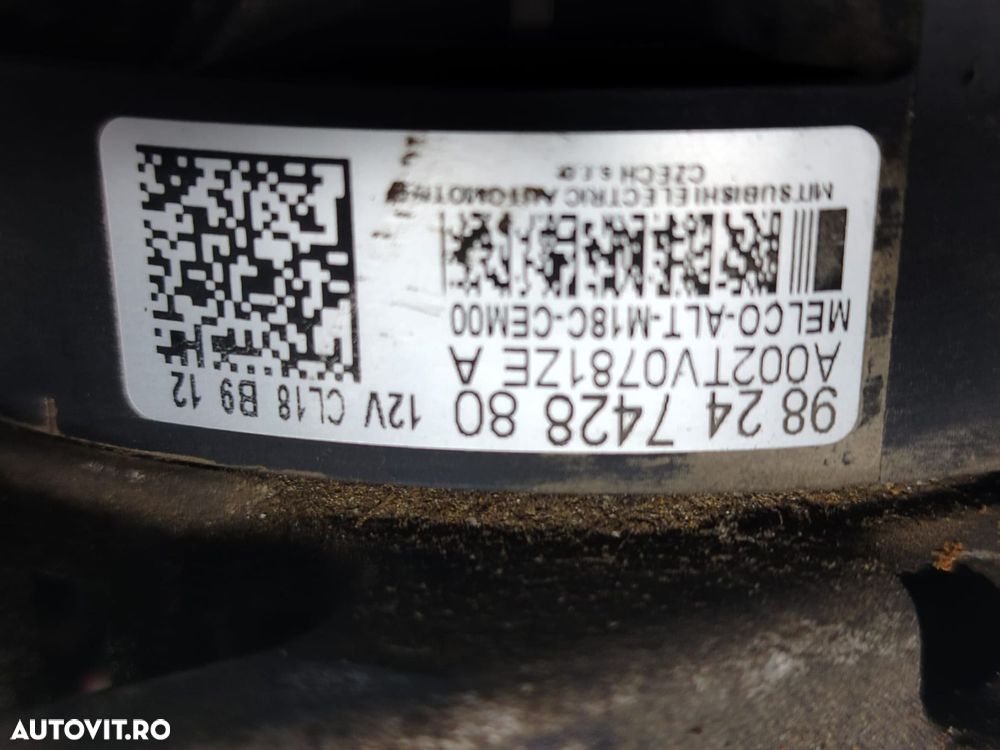 98 24 7428 80
A002TV0781ZE A
MELCO-ALT-M18C-CEM00
MITSUBISHI ELECTRIC AUTOMOTIVE
CZECH s.r.o
12V CL18 B9 12
AUTOVIT.RO